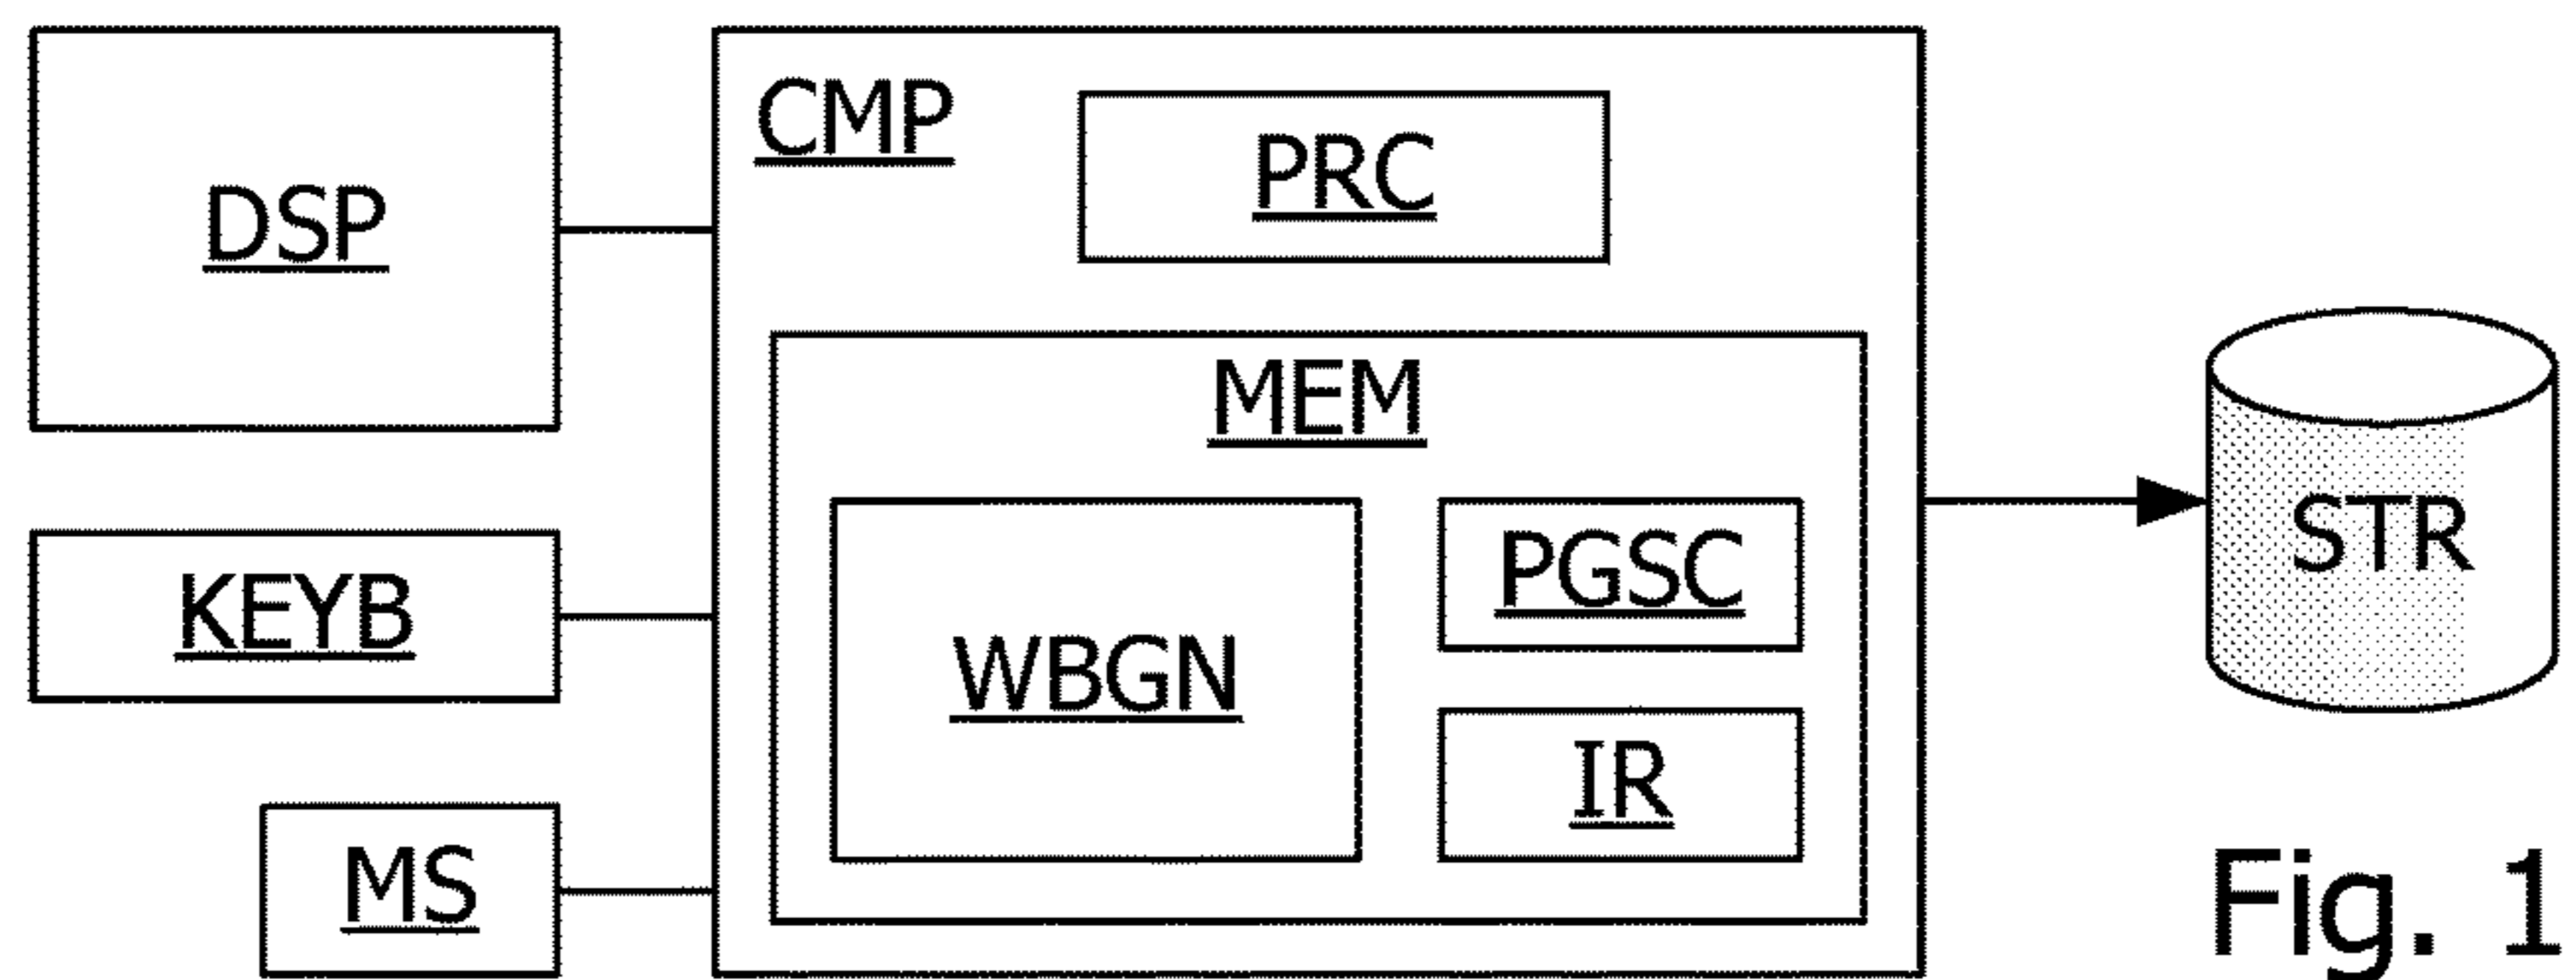 DSP
KEYB
MS
CMP
PRC
MEM
WBGN
PGSC
IR
STR
Fig. 1